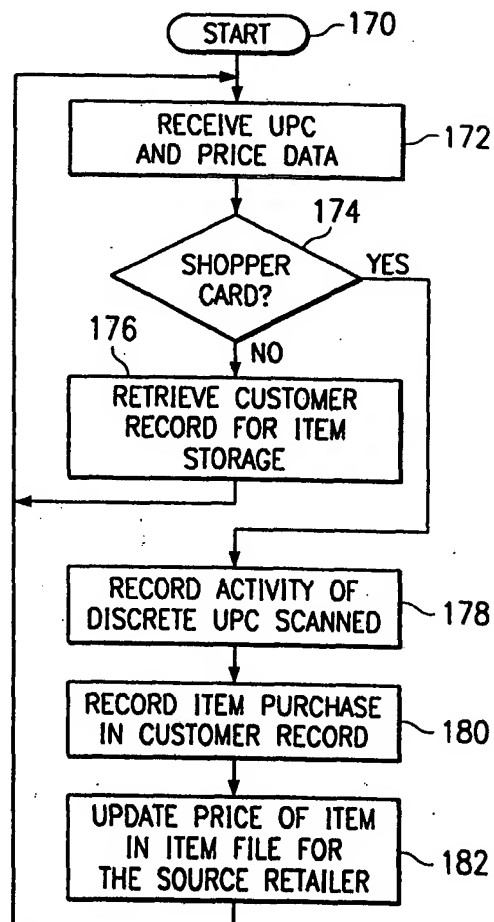 START
170
RECEIVE UPC
AND PRICE DATA
172
174
SHOPPER
CARD?
YES
176
NO
RETRIEVE CUSTOMER
RECORD FOR ITEM
STORAGE
RECORD ACTIVITY OF
DISCRETE UPC SCANNED
178
RECORD ITEM PURCHASE
IN CUSTOMER RECORD
180
UPDATE PRICE OF ITEM
IN ITEM FILE FOR
THE SOURCE RETAILER
182